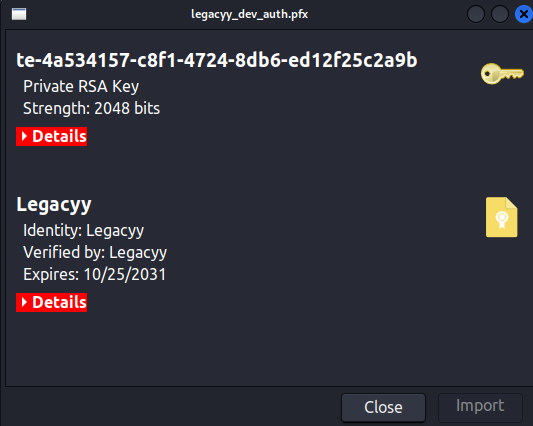 legacyy_dev_auth.pfx
te-4a534157-c8f1-4724-8db6-ed12f25c2a9b
Private RSA Key
Strength: 2048 bits
Details
Legacyy
Identity: Legacyy
Verified by: Legacyy
Expires: 10/25/2031
Details
Close Import